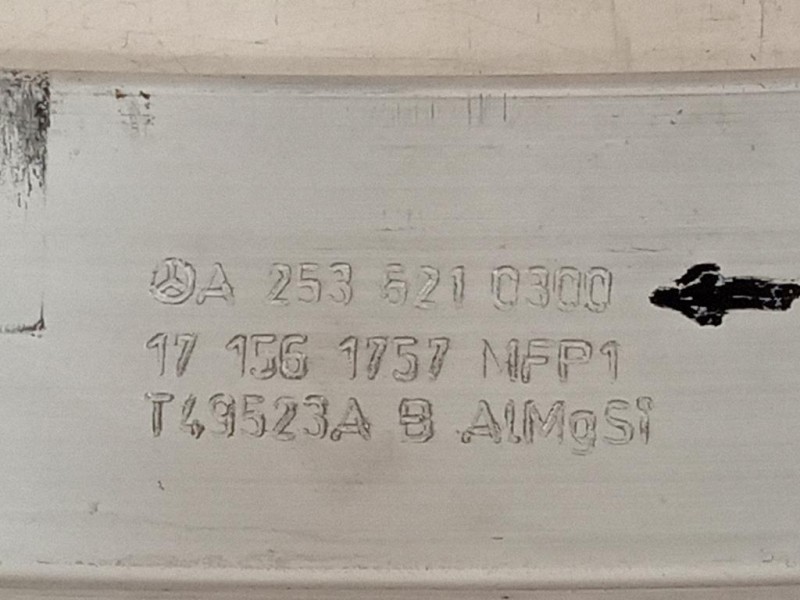 A 253 621 0300
17 156 1757 MFP1
T49523A B AlMgSi